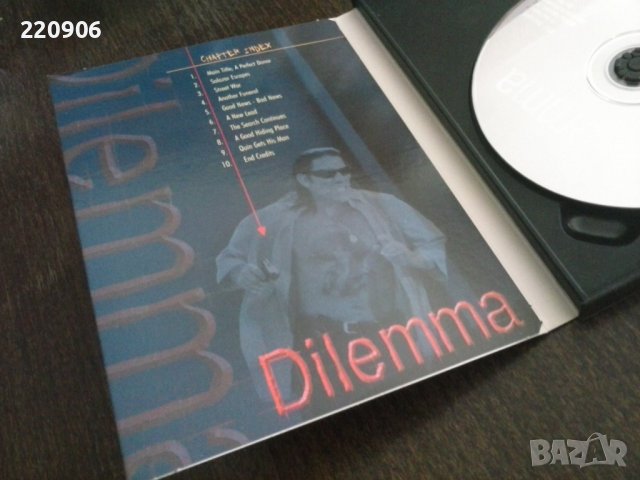 220906
CHAPTER INDEX
1. Main Title, A Perfect Donor
2. Salazar Escapes
3. Street War
4. Another Funeral
5. Good News - Bad News
6. A New Lead
7. The Search Continues
8. A Good Hiding Place
9. Quin Gets His Man
10. End Credits
Dilemma
Dilemma
BAZAR